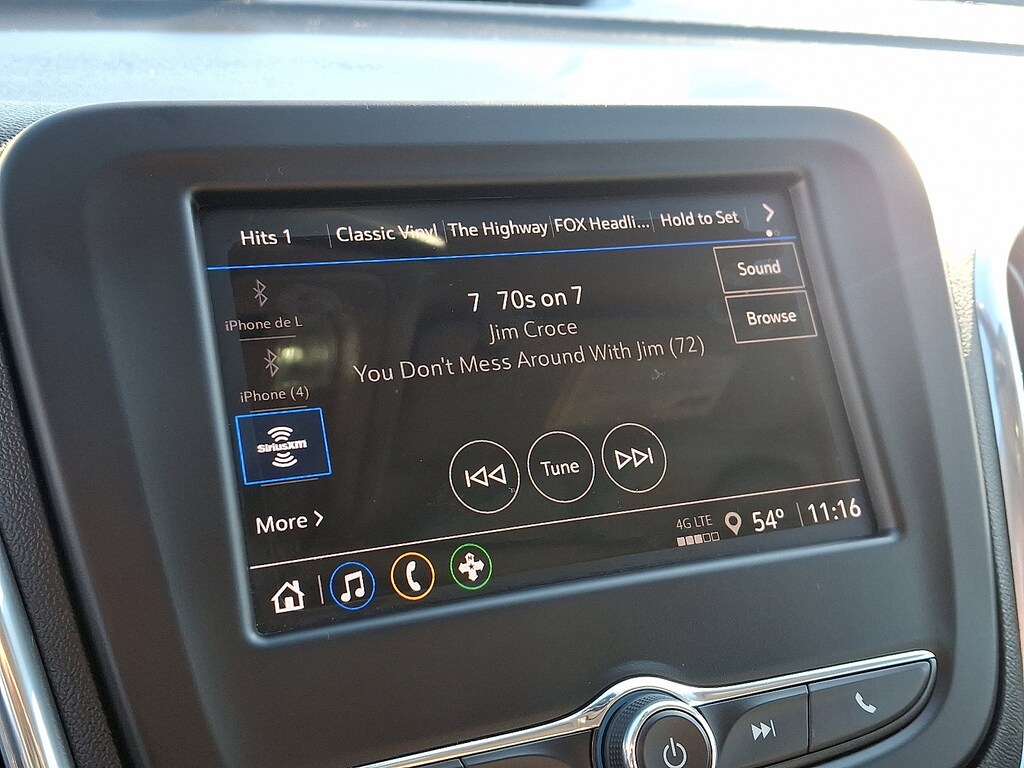 Hits 1 Classic Vinyl The Highway FOX Headli... Hold to Set
Sound
7 70s on 7
iPhone de L
Jim Croce
Browse
You Don't Mess Around With Jim (72)
iPhone (4)
SiriusXM
Tune
More
4G LTE 54° 11:16